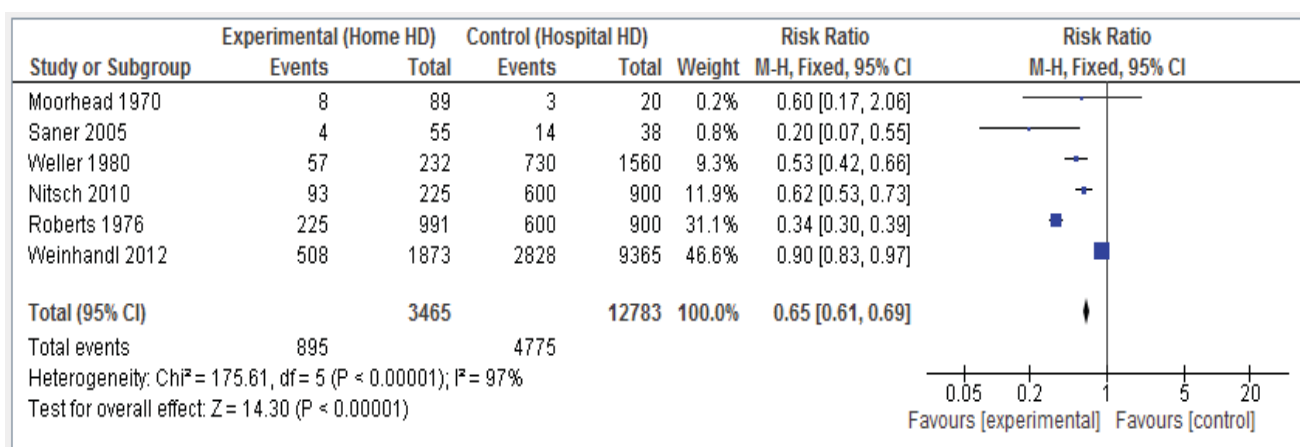 Experimental (Home HD) Control (Hospital HD) Risk Ratio Risk Ratio
Study or Subgroup Events Total Events Total Weight M-H, Fixed, 95% CI M-H, Fixed, 95% CI
Moorhead 1970 8 89 3 20 0.2% 0.60 [0.17, 2.06]
Saner 2005 4 55 14 38 0.8% 0.20 [0.07, 0.55]
Weller 1980 57 232 730 1560 9.3% 0.53 [0.42, 0.66]
Nitsch 2010 93 225 600 900 11.9% 0.62 [0.53, 0.73]
Roberts 1976 225 991 600 900 31.1% 0.34 [0.30, 0.39]
Weinhandl 2012 508 1873 2828 9365 46.6% 0.90 [0.83, 0.97]
Total (95% CI) 3465 12783 100.0% 0.65 [0.61, 0.69]
Total events 895 4775
Heterogeneity: Chi² = 175.61, df = 5 (P < 0.00001); I² = 97%
Test for overall effect: Z = 14.30 (P < 0.00001)
0.05 0.2 1 5 20
Favours [experimental] Favours [control]